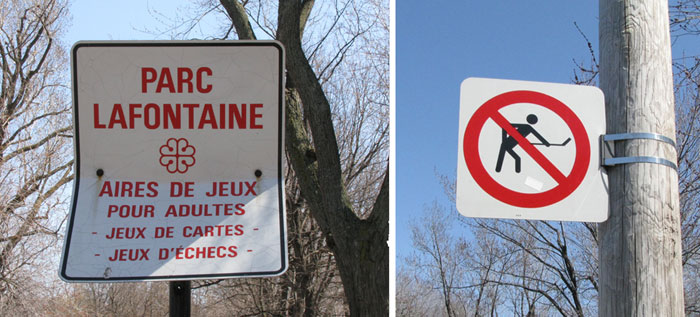 PARC
LAFONTAINE
AIRES DE JEUX
POUR ADULTES
- JEUX DE CARTES -
- JEUX D'ÉCHECS -